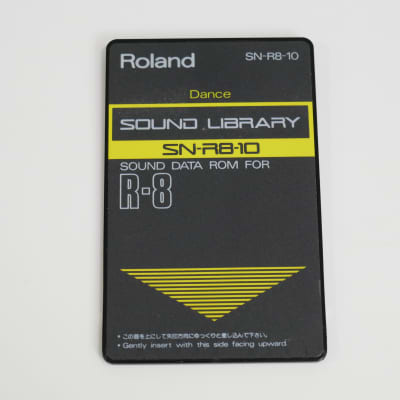 Roland SN-R8-10
Dance
SOUND LIBRARY
SN-R8-10
SOUND DATA ROM FOR
R-8
• この面を上にして矢印方向にゆっくりと差し込んで下さい。
• Gently insert with this side facing upward.